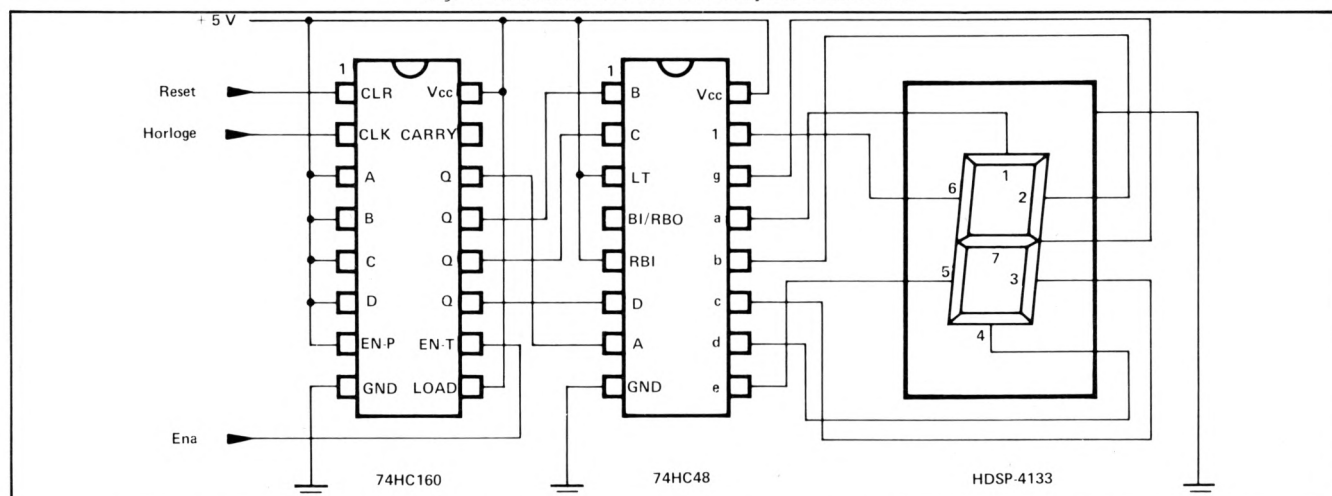 + 5 V
Reset
Horloge
Ena
1
CLR
CLK
A
B
C
D
EN-P
GND
Vcc
CARRY
Q
Q
Q
Q
EN-T
LOAD
74HC160
1
B
C
LT
BI/RBO
RBI
D
A
GND
Vcc
1
g
a
b
c
d
e
74HC48
1
6
2
7
5
3
4
HDSP-4133